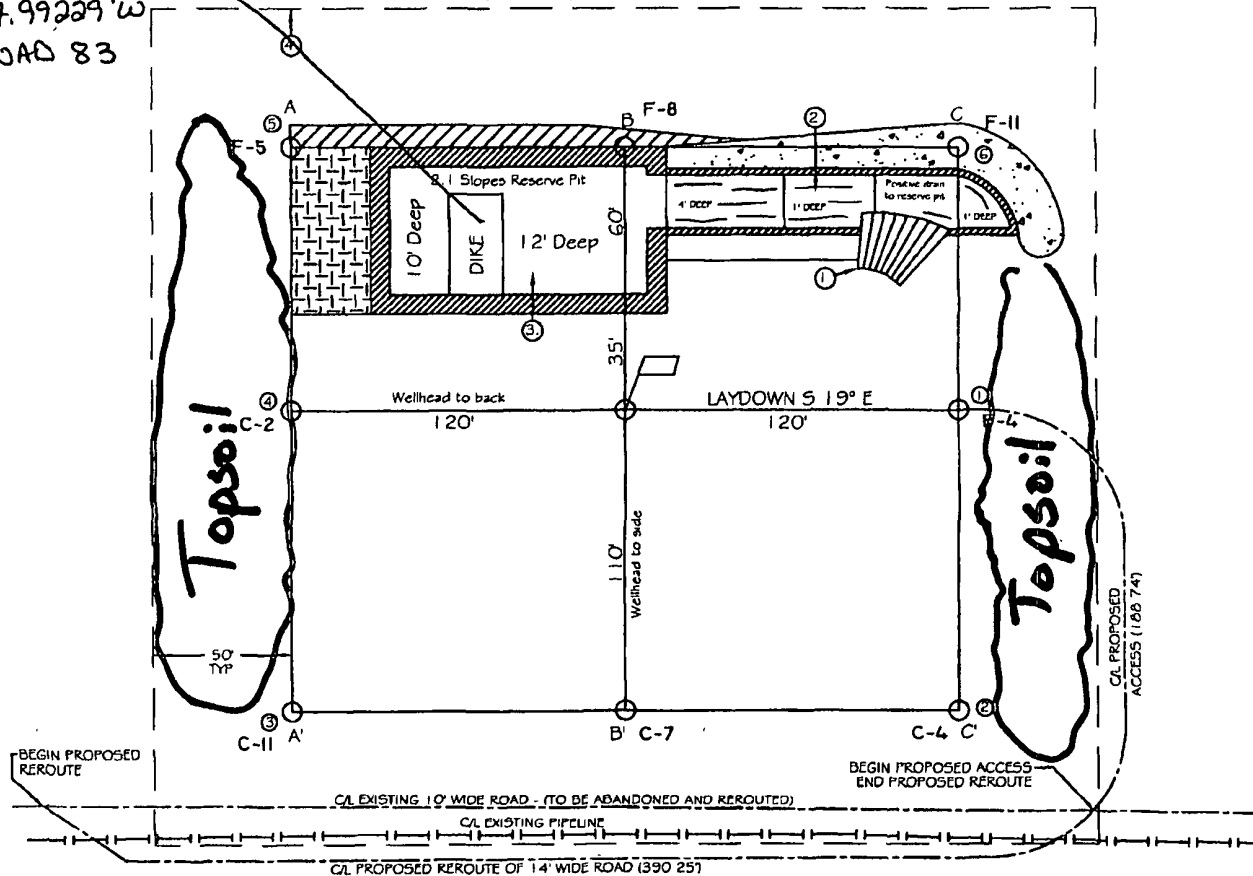 7.99229'W
NAD 83
④
A
⑤
F-5
B
F-8
②
C
F-11
⑥
2:1 Slopes Reserve Pit
10' Deep
DIKE
12' Deep
60'
4' DEEP
1' DEEP
Positive drain
to reserve pit
1' DEEP
①
③
35'
Wellhead to back
120'
LAYDOWN S 19° E
120'
④
C-2
①
F-4
Topsoil
Topsoil
110'
Wellhead to side
50'
TYP
C/L PROPOSED
ACCESS (188.74')
③
C-11
A'
B'
C-7
C-4
C'
②
BEGIN PROPOSED
REROUTE
BEGIN PROPOSED ACCESS
END PROPOSED REROUTE
C/L EXISTING 10' WIDE ROAD - (TO BE ABANDONED AND REROUTED)
C/L EXISTING PIPELINE
C/L PROPOSED REROUTE OF 14' WIDE ROAD (390.25')